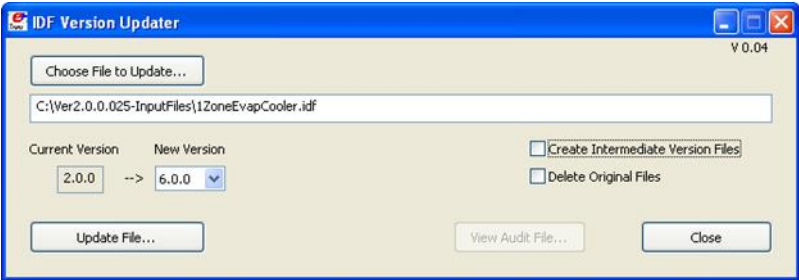 IDF Version Updater
V 0.04
Choose File to Update...
C:\Ver2.0.0.025-InputFiles\1ZoneEvapCooler.idf
Current Version New Version
Create Intermediate Version Files
2.0.0 --> 6.0.0
Delete Original Files
Update File... View Audit File... Close